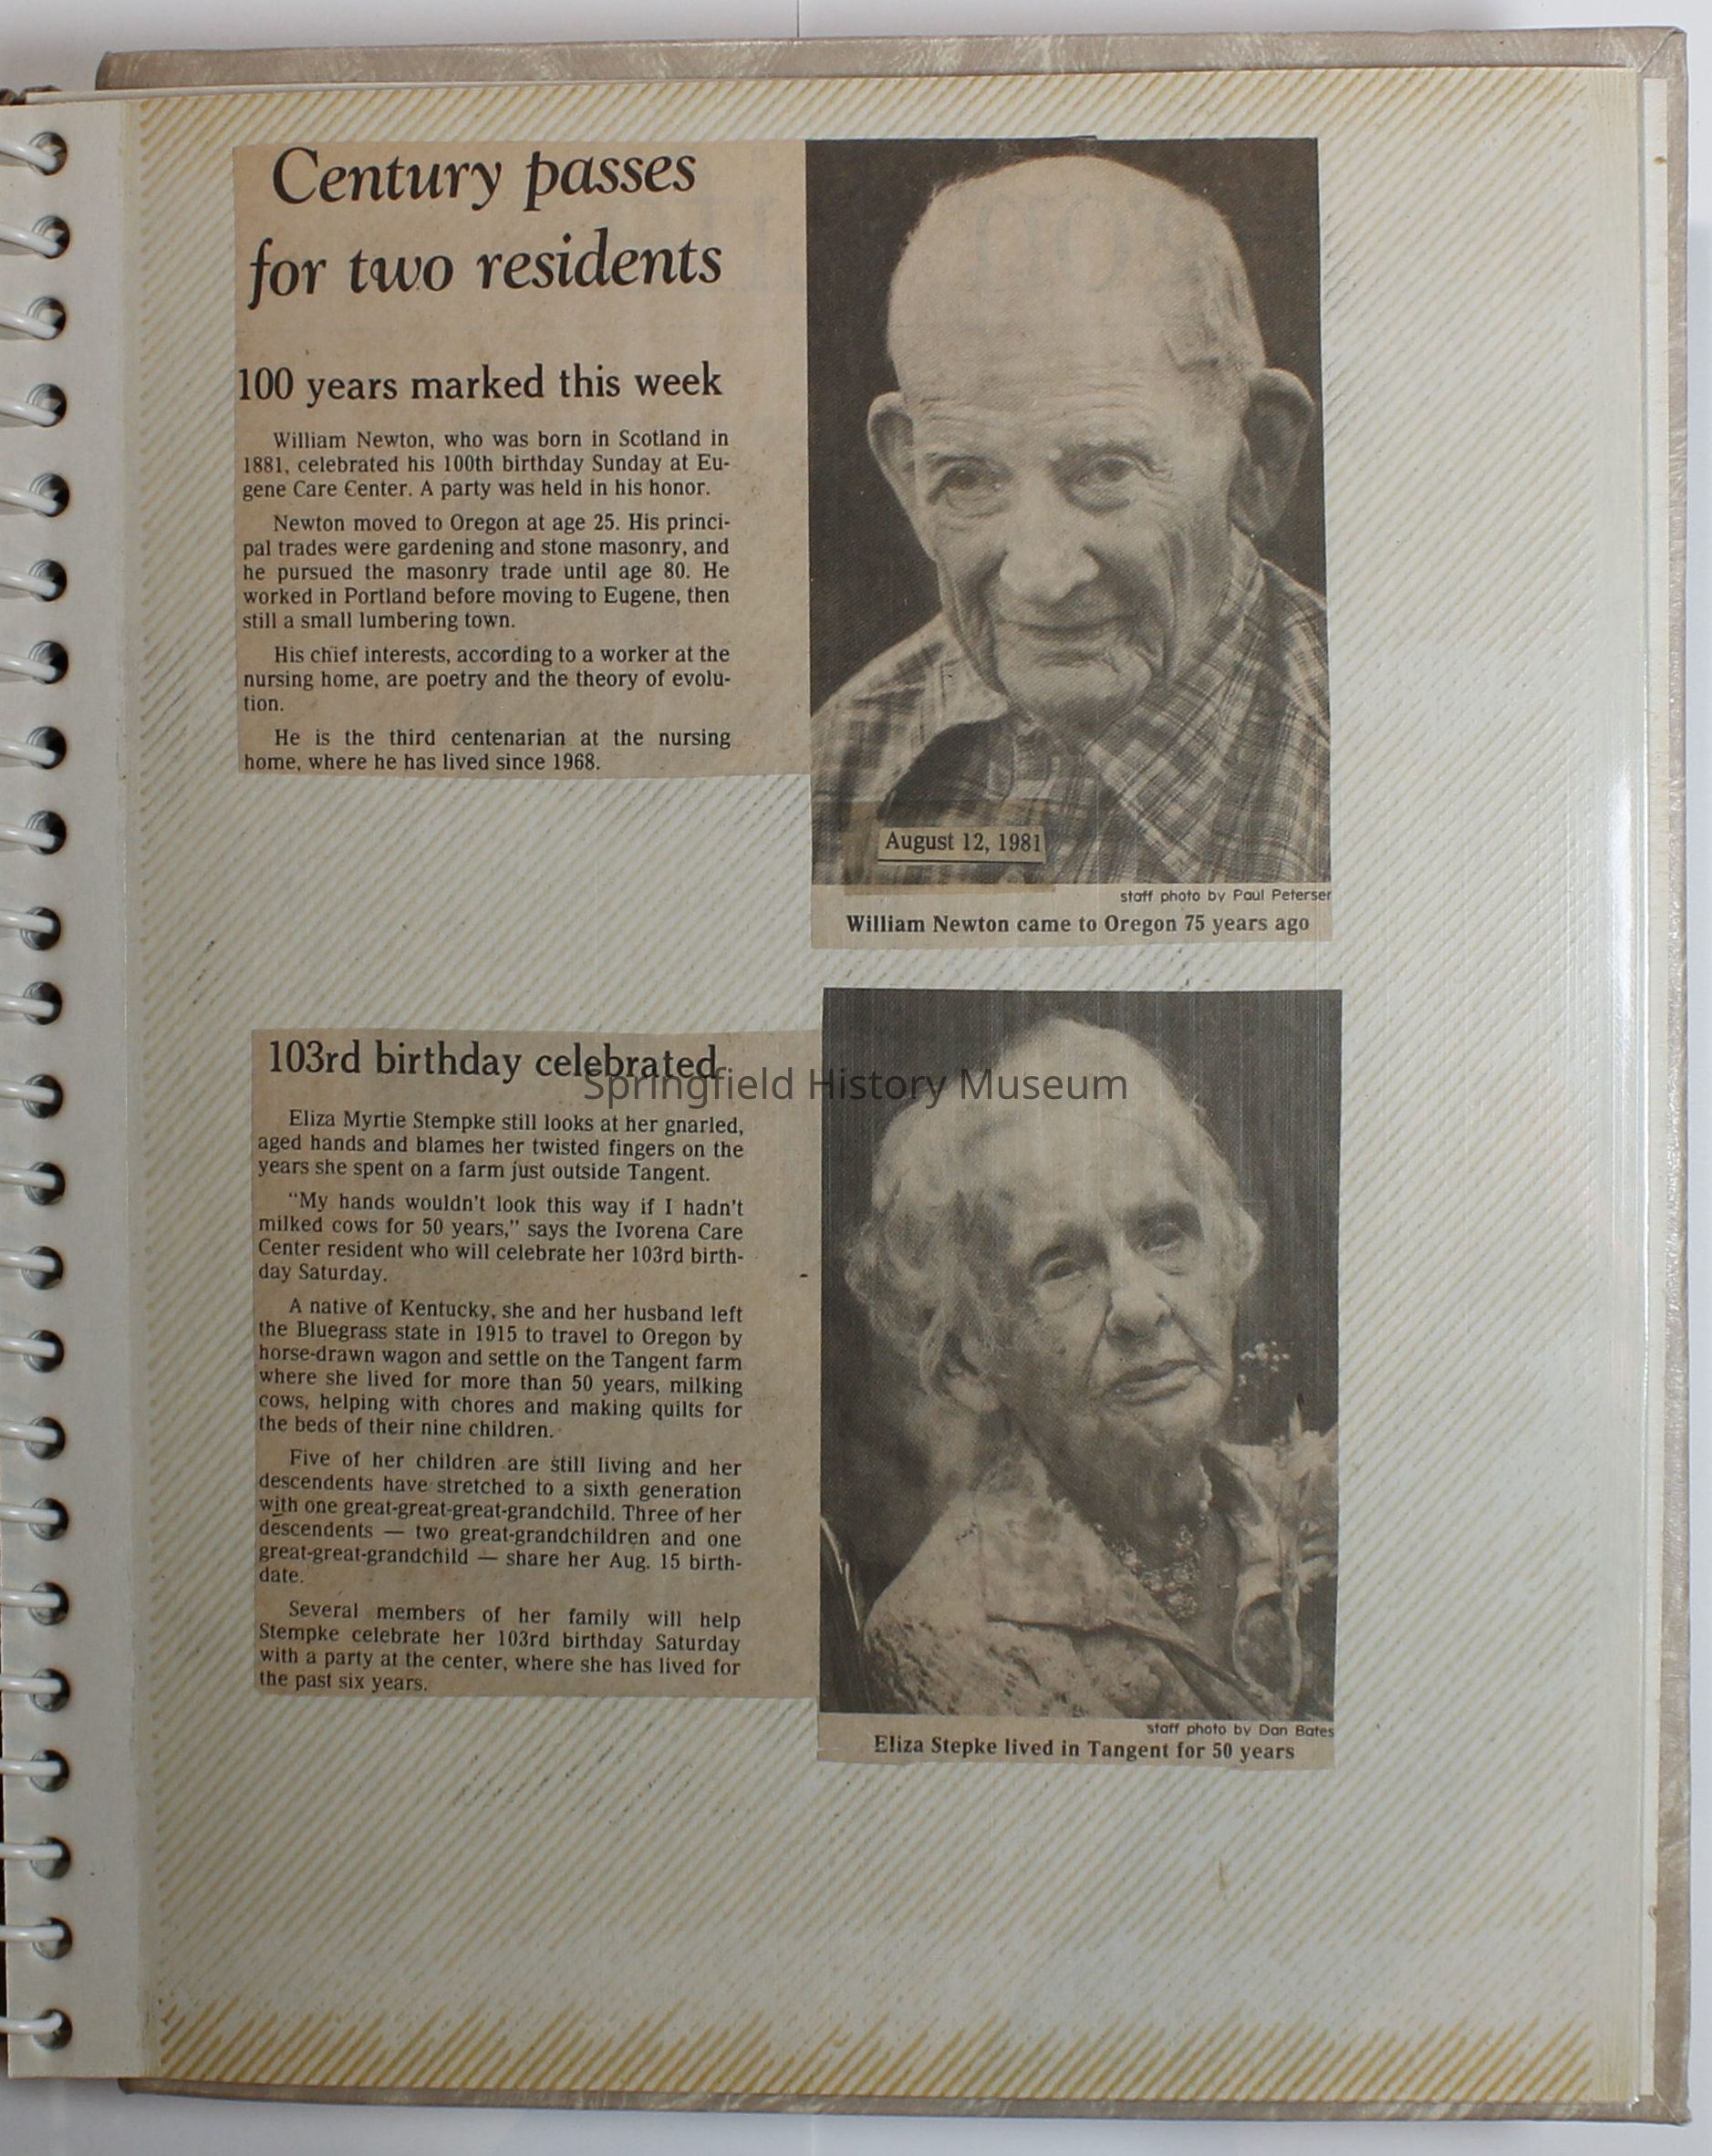 Century passes
for two residents
100 years marked this week
William Newton, who was born in Scotland in
1881, celebrated his 100th birthday Sunday at Eu-
gene Care Center. A party was held in his honor.
Newton moved to Oregon at age 25. His princi-
pal trades were gardening and stone masonry, and
he pursued the masonry trade until age 80. He
worked in Portland before moving to Eugene, then
still a small lumbering town.
His chief interests, according to a worker at the
nursing home, are poetry and the theory of evolu-
tion.
He is the third centenarian at the nursing
home, where he has lived since 1968.
August 12, 1981
staff photo by Paul Petersen
William Newton came to Oregon 75 years ago
103rd birthday celebrated
Springfield History Museum
Eliza Myrtie Stempke still looks at her gnarled,
aged hands and blames her twisted fingers on the
years she spent on a farm just outside Tangent.
"My hands wouldn't look this way if I hadn't
milked cows for 50 years," says the Ivorena Care
Center resident who will celebrate her 103rd birth-
day Saturday.
A native of Kentucky, she and her husband left
the Bluegrass state in 1915 to travel to Oregon by
horse-drawn wagon and settle on the Tangent farm
where she lived for more than 50 years, milking
cows, helping with chores and making quilts for
the beds of their nine children.
Five of her children are still living and her
descendents have stretched to a sixth generation
with one great-great-great-grandchild. Three of her
descendents — two great-grandchildren and one
great-great-grandchild — share her Aug. 15 birth-
date.
Several members of her family will help
Stempke celebrate her 103rd birthday Saturday
with a party at the center, where she has lived for
the past six years.
staff photo by Dan Bates
Eliza Stepke lived in Tangent for 50 years